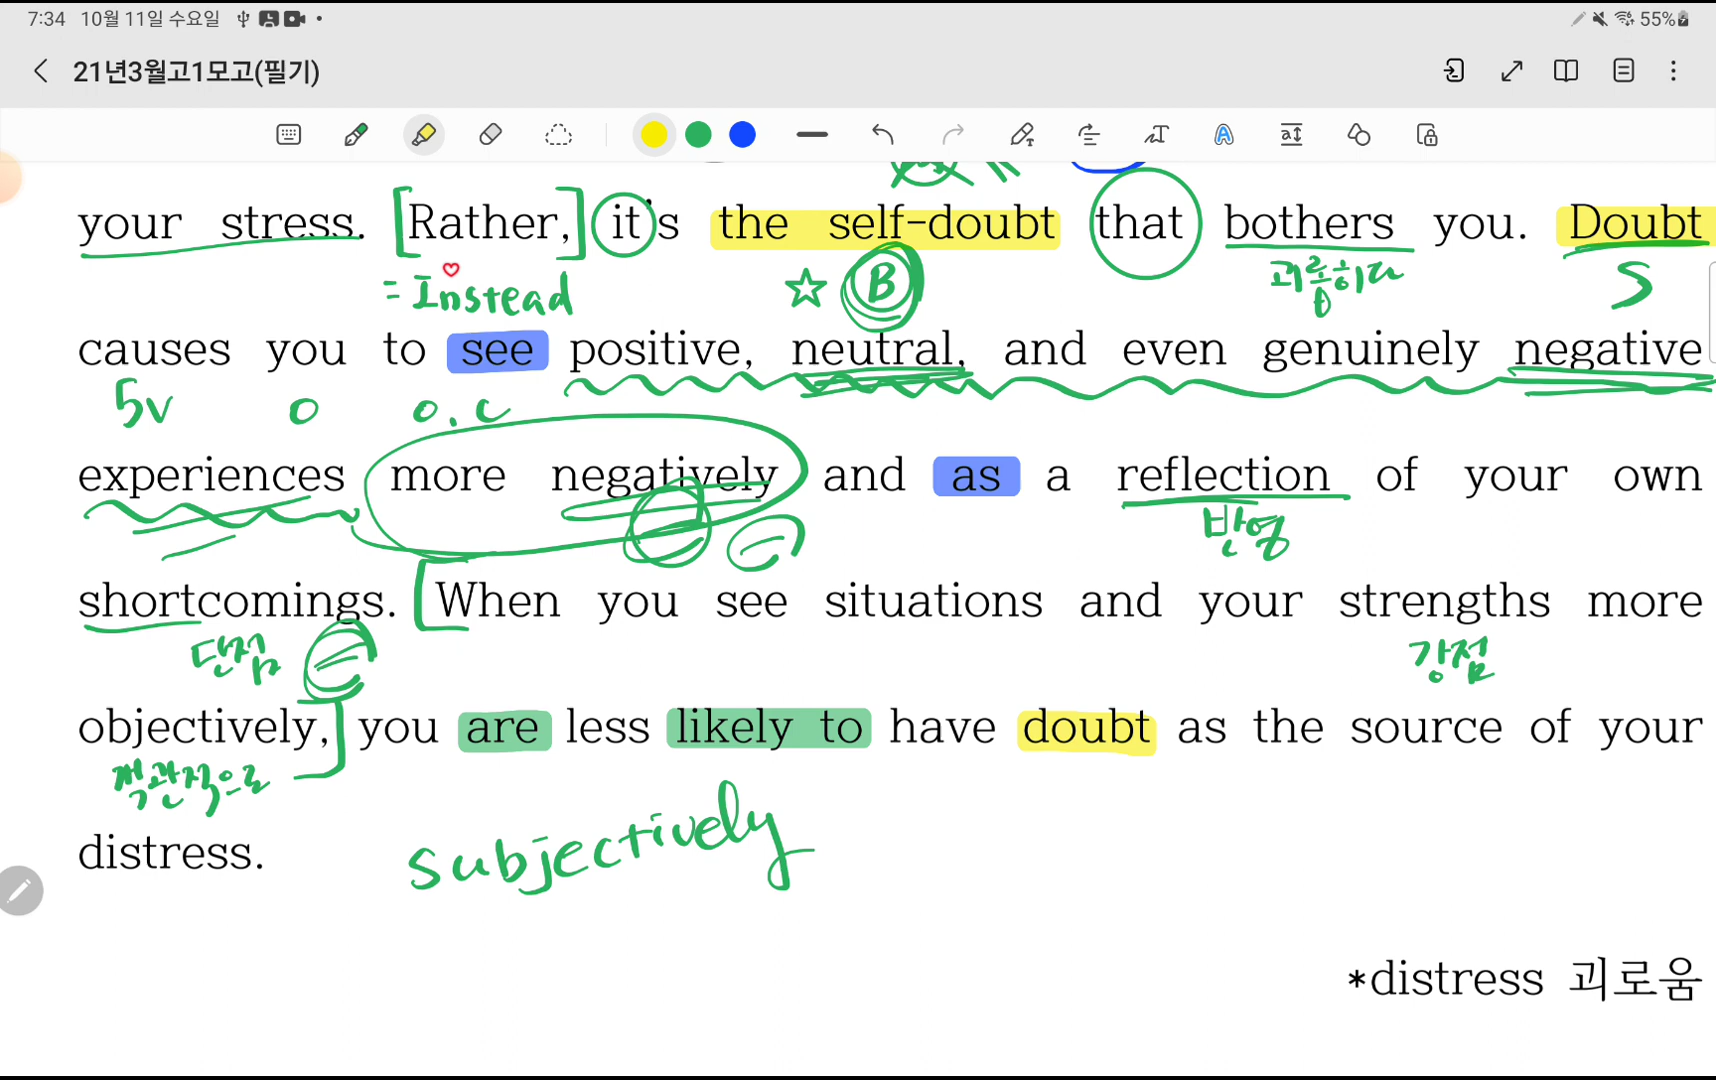 7:34 10월 11일 수요일 55%
21년3월고1모고(필기)
your stress. [Rather,] it's the self-doubt that bothers you. Doubt
= Instead ☆ B 괴롭히다 S
causes you to see positive, neutral, and even genuinely negative
5v o o.c
experiences more negatively and as a reflection of your own
반영
shortcomings. [When you see situations and your strengths more
단점 강점
objectively,] you are less likely to have doubt as the source of your
객관적으로
distress. subjectively
*distress 괴로움